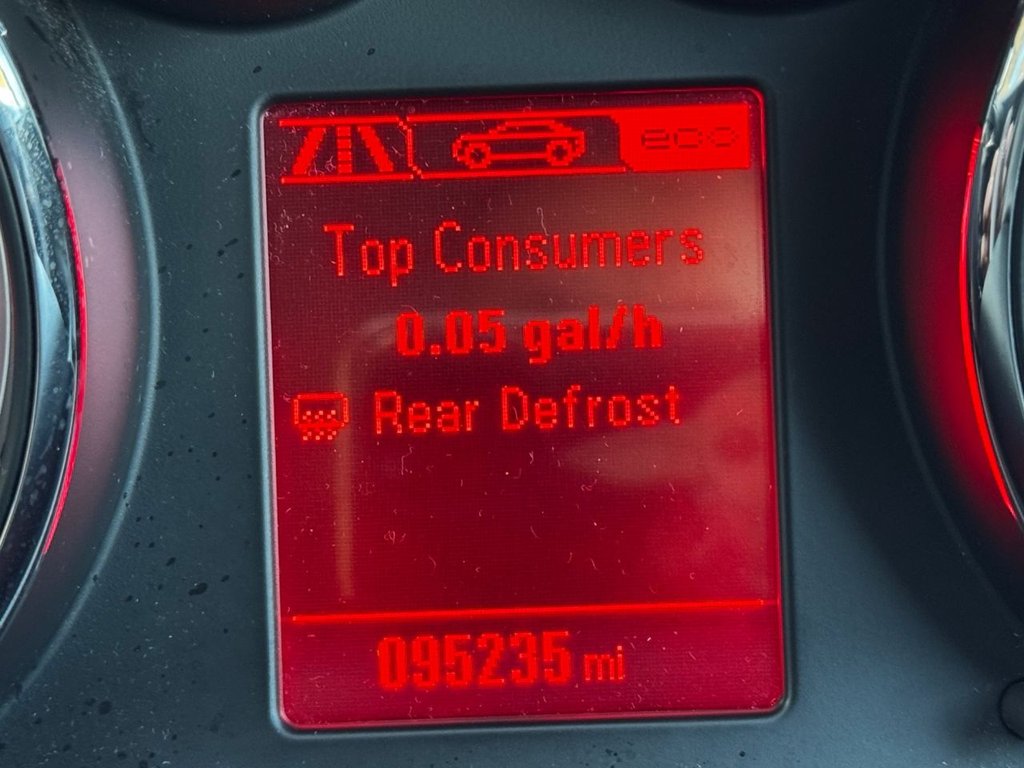 eco
Top Consumers
0.05 gal/h
Rear Defrost
095235 mi